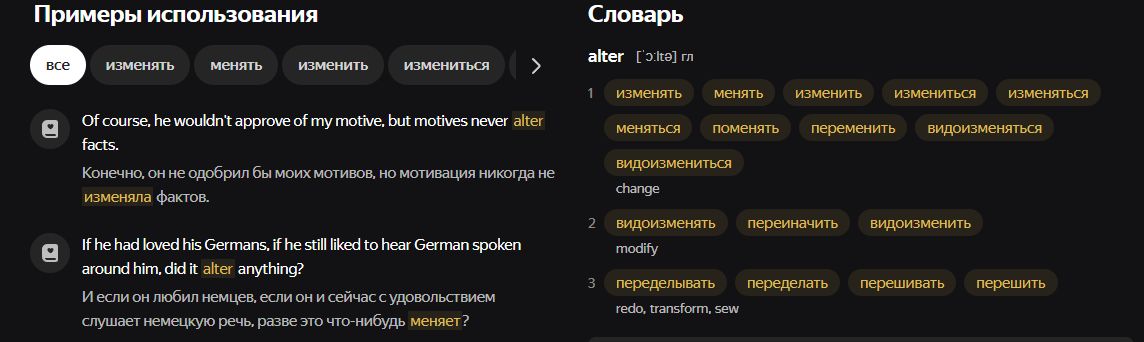 Примеры использования
все изменять менять изменить измениться
Of course, he wouldn't approve of my motive, but motives never alter
facts.
Конечно, он не одобрил бы моих мотивов, но мотивация никогда не
изменяла фактов.
If he had loved his Germans, if he still liked to hear German spoken
around him, did it alter anything?
И если он любил немцев, если он и сейчас с удовольствием
слушает немецкую речь, разве это что-нибудь меняет?
Словарь
alter [ˈɔːltə] гл
1 изменять менять изменить измениться изменяться
меняться поменять переменить видоизменяться
видоизмениться
change
2 видоизменять переиначить видоизменить
modify
3 переделывать переделать перешивать перешить
redo, transform, sew